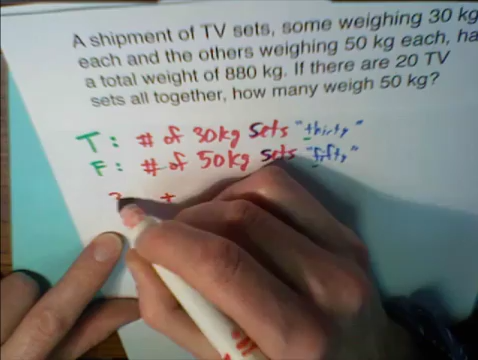 A shipment of TV sets, some weighing 30 kg
each and the others weighing 50 kg each, ha
a total weight of 880 kg. If there are 20 TV
sets all together, how many weigh 50 kg?
T: # of 30kg sets "thirty"
F: # of 50kg sets "fifty"
+